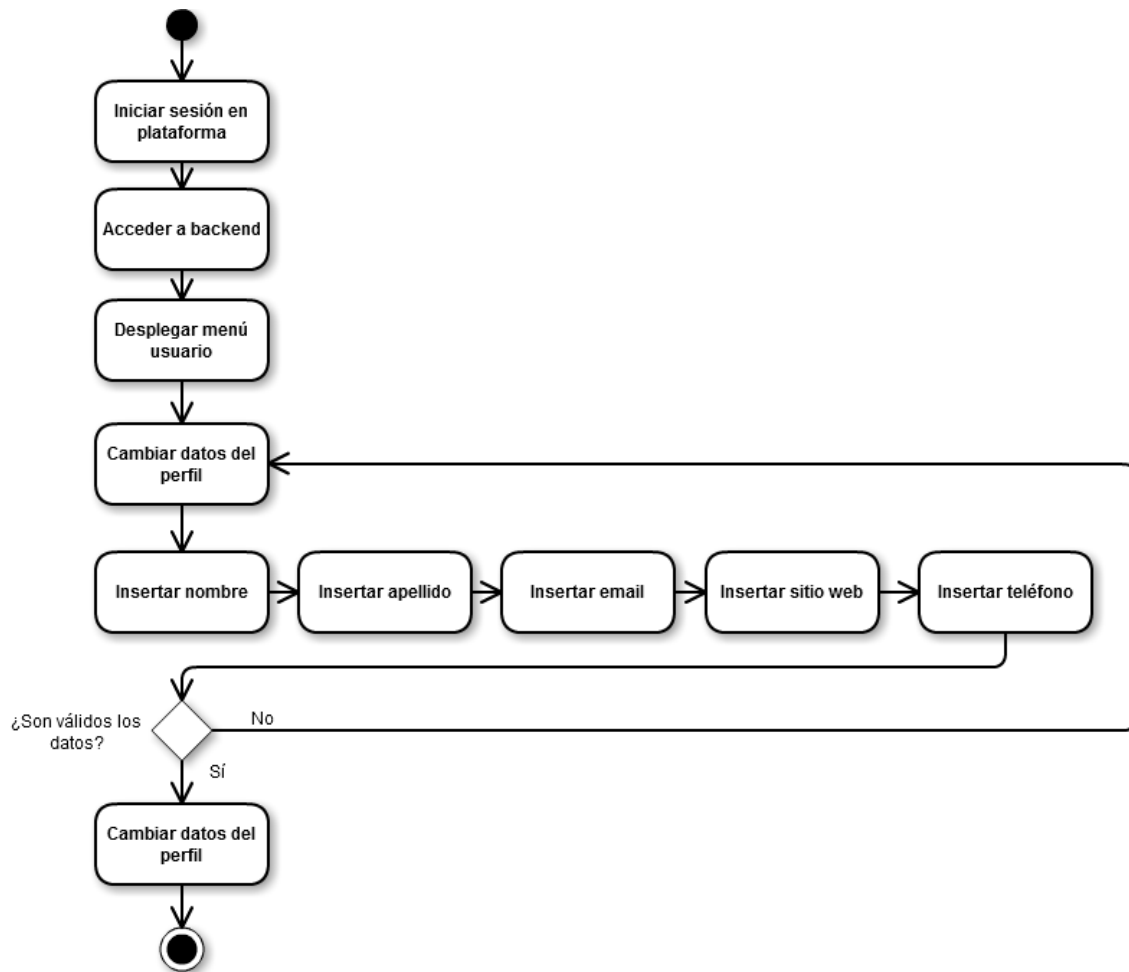 Iniciar sesión en
plataforma
Acceder a backend
Desplegar menú
usuario
Cambiar datos del
perfil
Insertar nombre
Insertar apellido
Insertar email
Insertar sitio web
Insertar teléfono
¿Son válidos los
datos?
No
Sí
Cambiar datos del
perfil